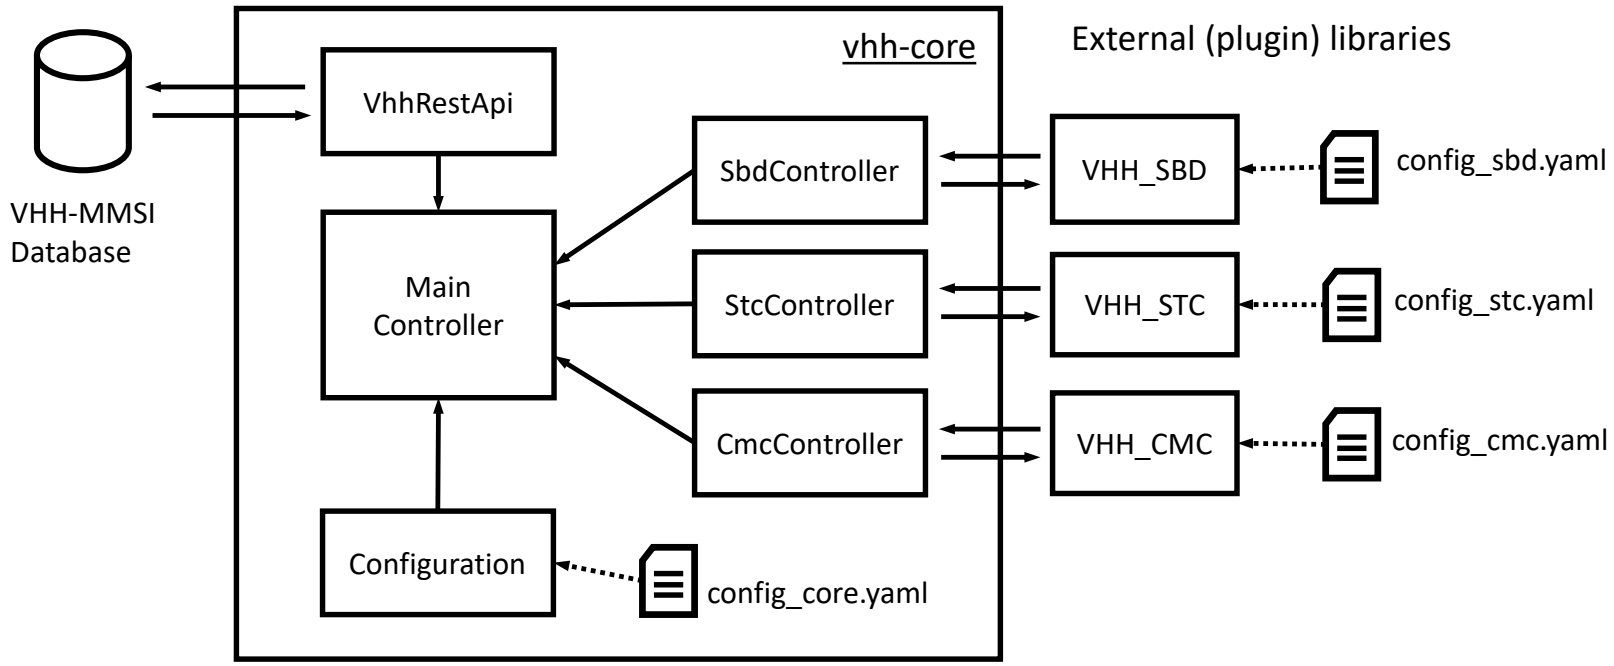 vhh-core
External (plugin) libraries
VhhRestApi
VHH-MMSI
Database
Main
Controller
SbdController
VHH_SBD
config_sbd.yaml
StcController
VHH_STC
config_stc.yaml
CmcController
VHH_CMC
config_cmc.yaml
Configuration
config_core.yaml